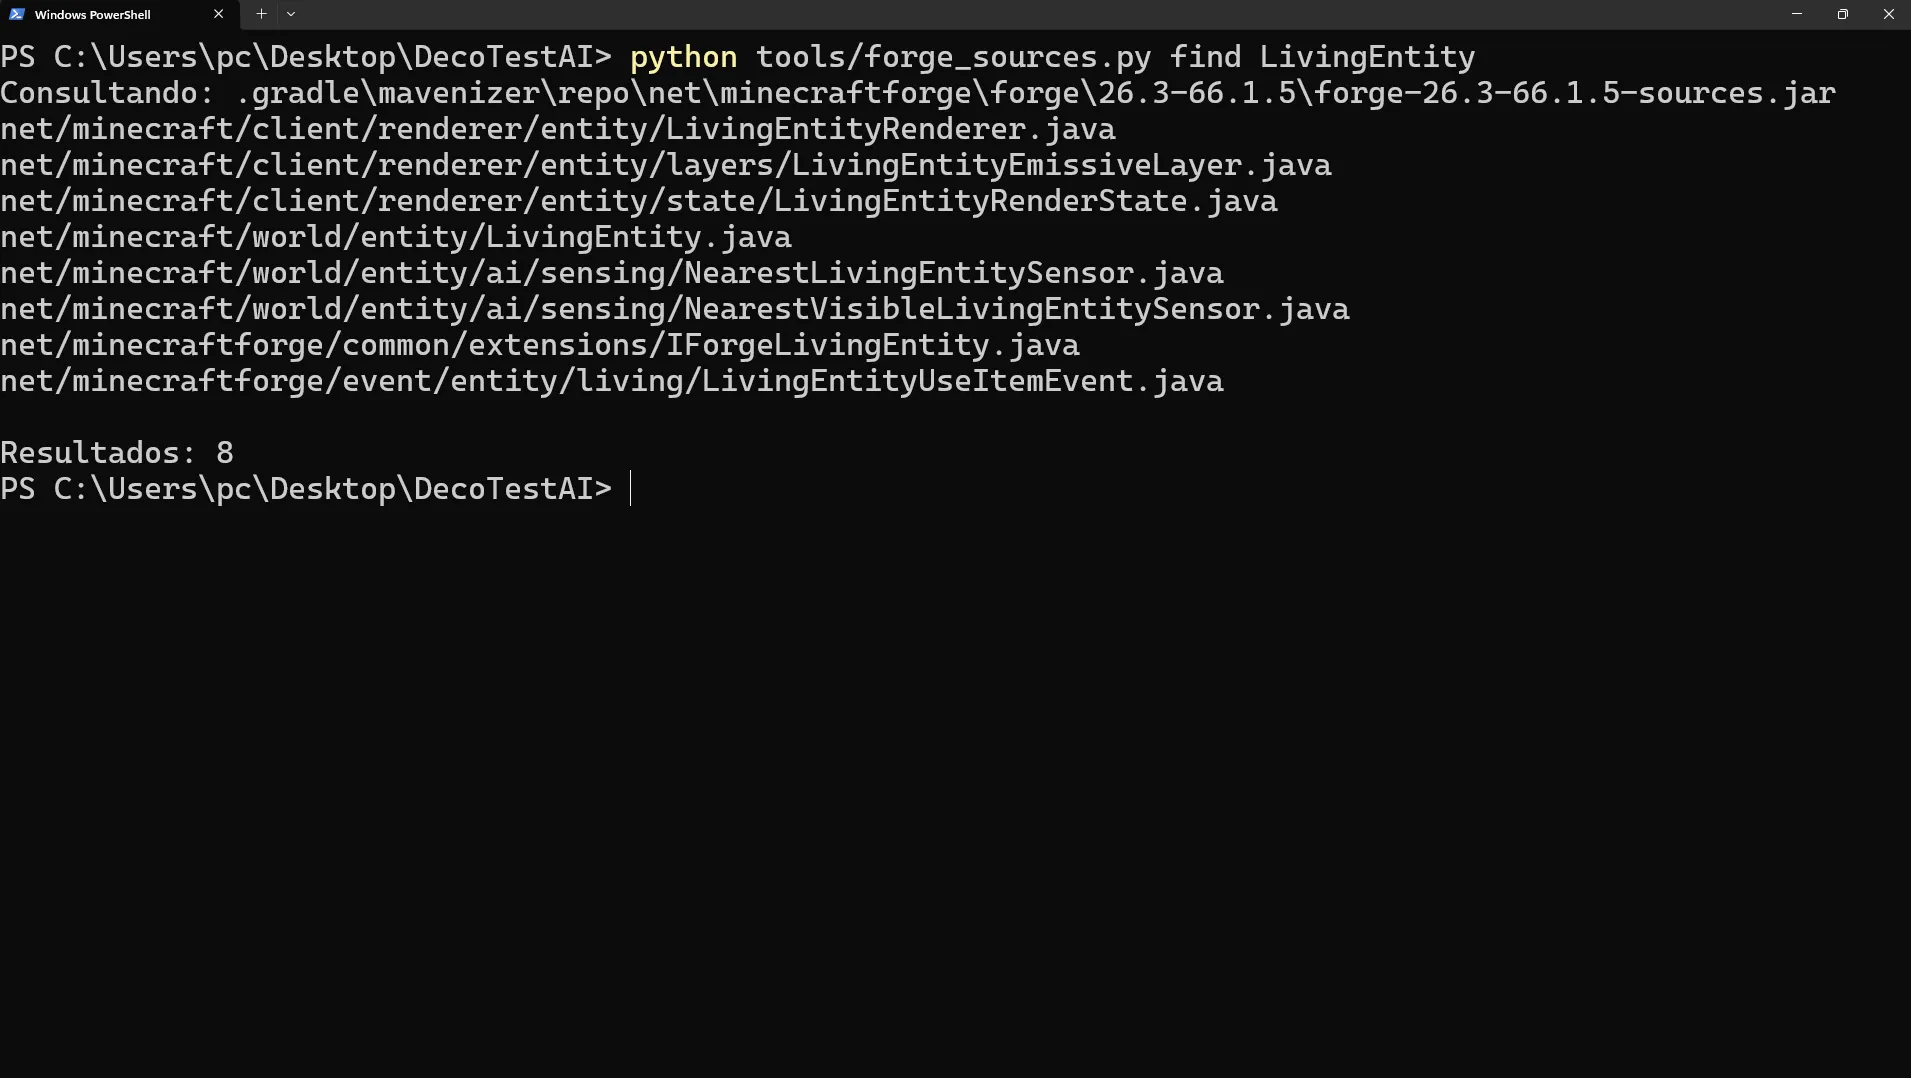 Windows PowerShell
PS C:\Users\pc\Desktop\DecoTestAI> python tools/forge_sources.py find LivingEntity
Consultando: .gradle\mavenizer\repo\net\minecraftforge\forge\26.3-66.1.5\forge-26.3-66.1.5-sources.jar
net/minecraft/client/renderer/entity/LivingEntityRenderer.java
net/minecraft/client/renderer/entity/layers/LivingEntityEmissiveLayer.java
net/minecraft/client/renderer/entity/state/LivingEntityRenderState.java
net/minecraft/world/entity/LivingEntity.java
net/minecraft/world/entity/ai/sensing/NearestLivingEntitySensor.java
net/minecraft/world/entity/ai/sensing/NearestVisibleLivingEntitySensor.java
net/minecraftforge/common/extensions/IForgeLivingEntity.java
net/minecraftforge/event/entity/living/LivingEntityUseItemEvent.java
Resultados: 8
PS C:\Users\pc\Desktop\DecoTestAI>